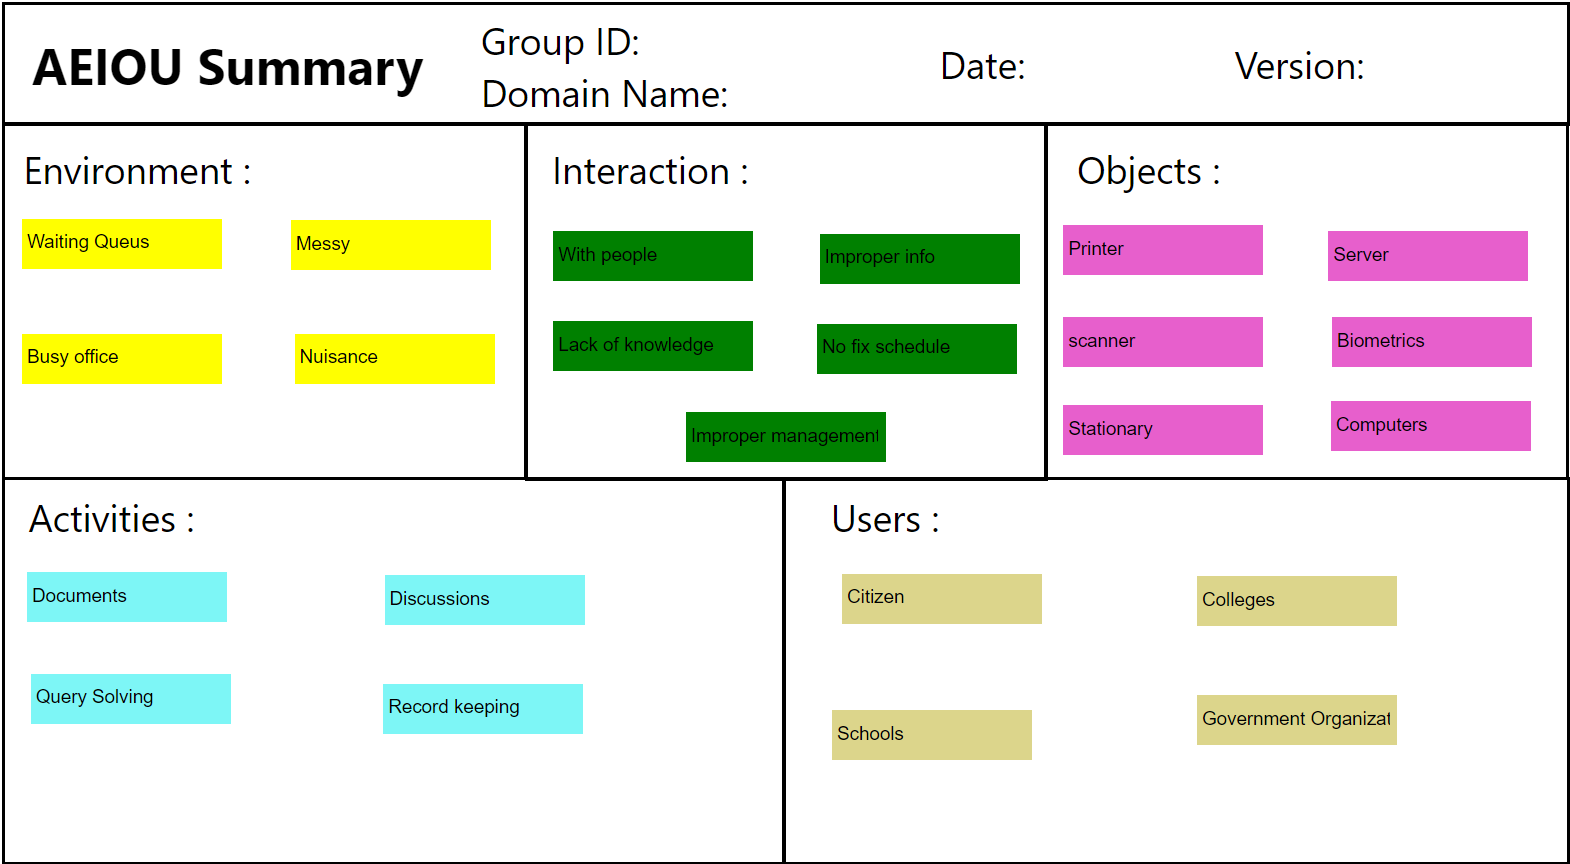 AEIOU Summary
Group ID:
Domain Name:
Date:
Version:
Environment :
Waiting Queus
Messy
Busy office
Nuisance
Interaction :
With people
Improper info
Lack of knowledge
No fix schedule
Improper management
Objects :
Printer
Server
scanner
Biometrics
Stationary
Computers
Activities :
Documents
Discussions
Query Solving
Record keeping
Users :
Citizen
Colleges
Schools
Government Organizat